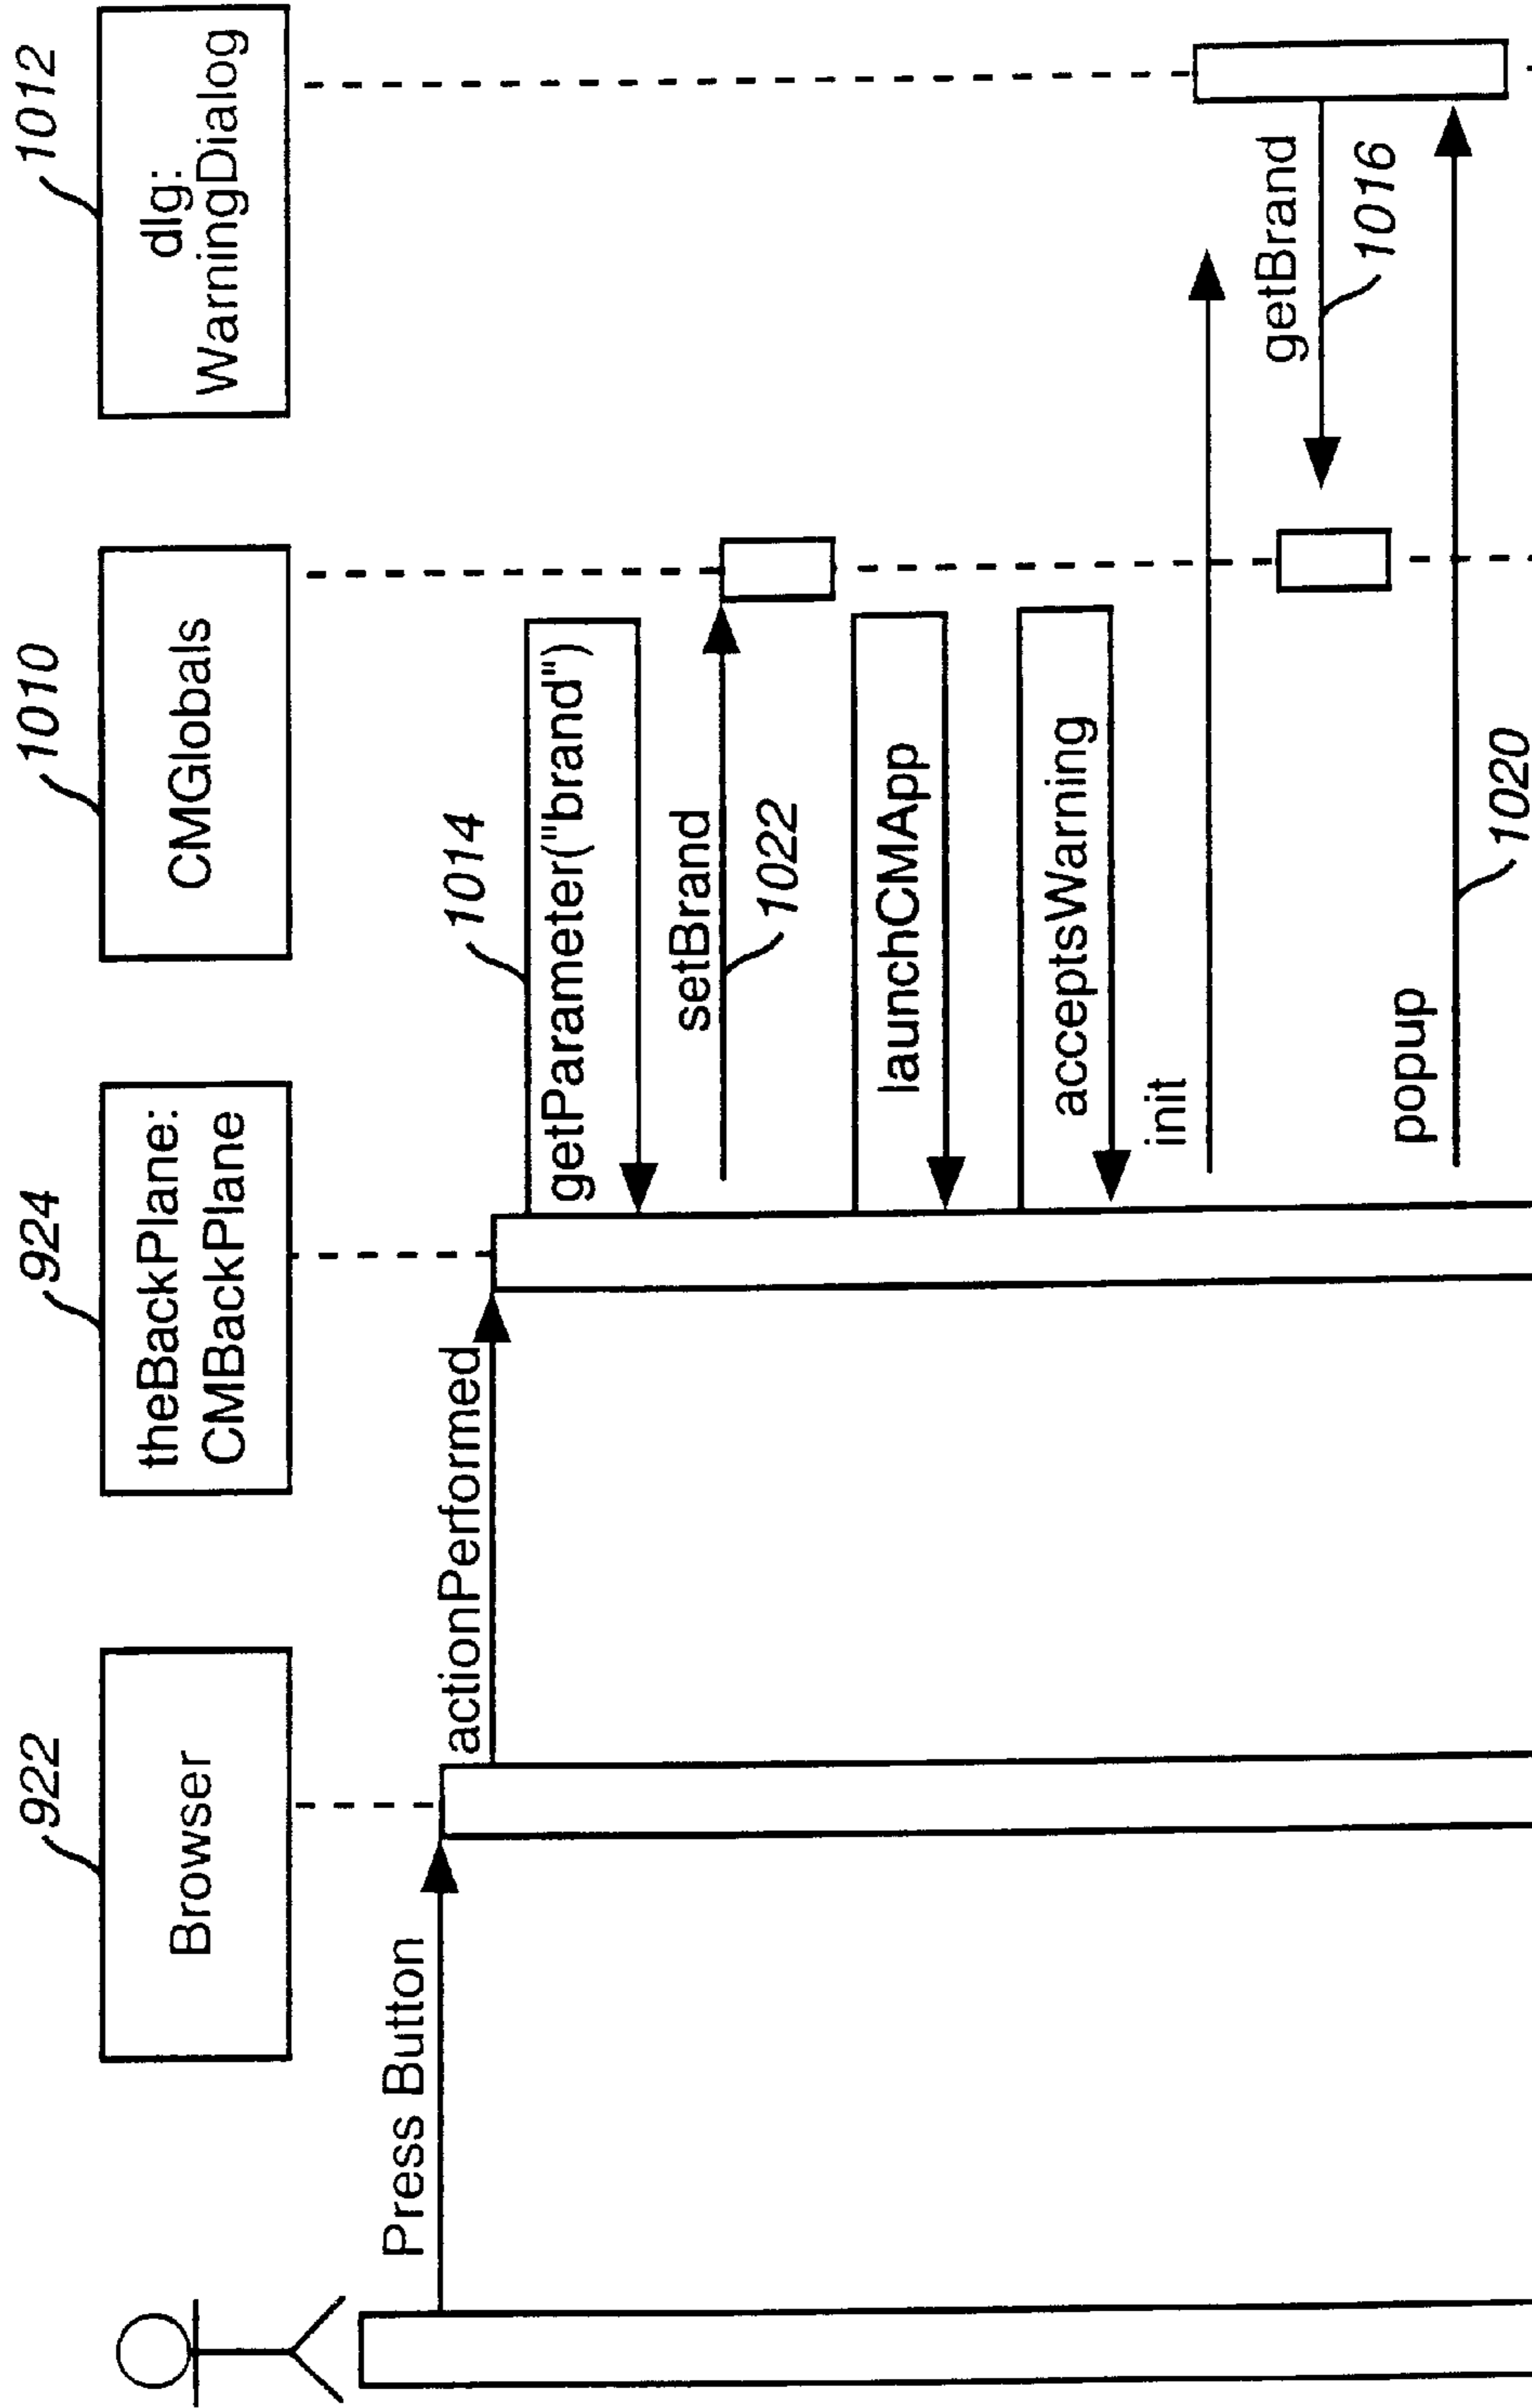 922
924
1010
1012
Browser
theBackPlane:
CMBackPlane
CMGlobals
dlg:
WarningDialog
Press Button
actionPerformed
1014
getParameter("brand")
setBrand
1022
launchCMApp
acceptsWarning
init
getBrand
1016
popup
1020